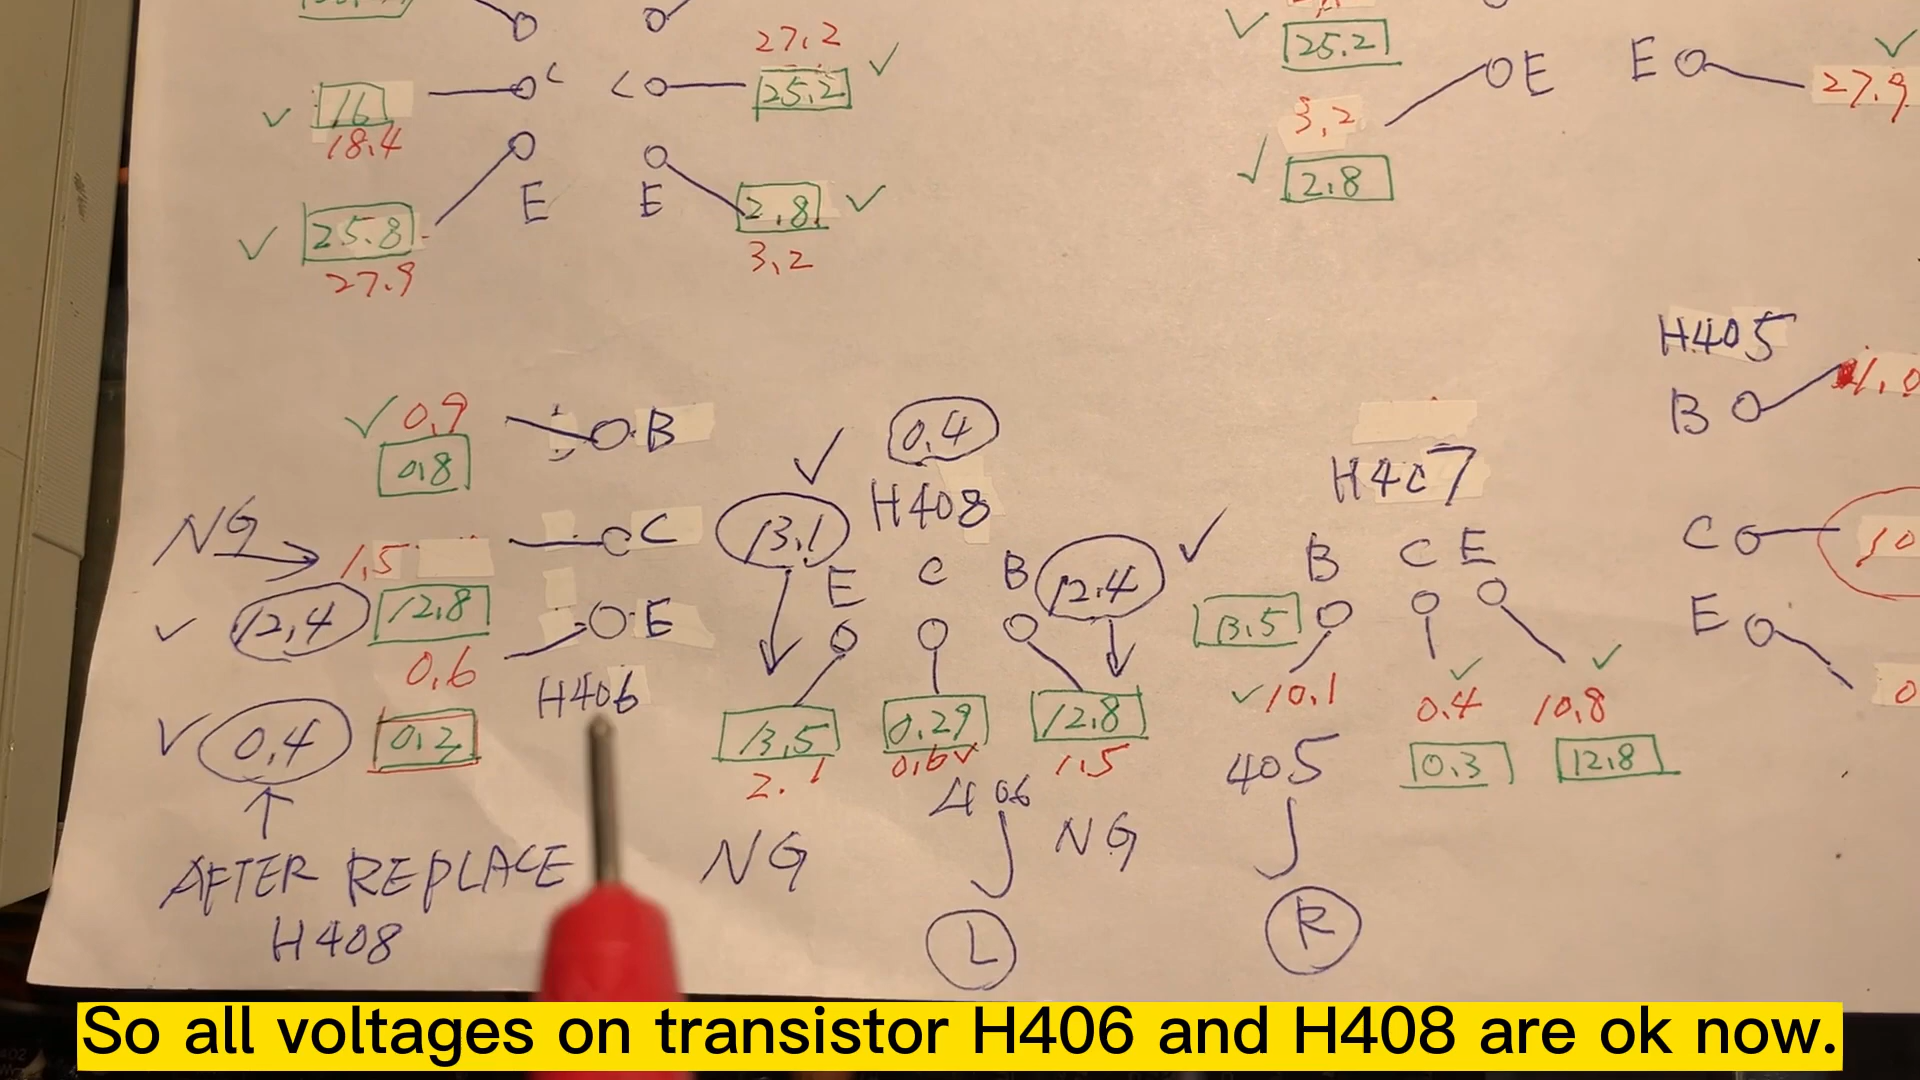 27.2
25.2
C
C
16
18.4
25.2
E
E
27.9
3.2
2.8
E
E
25.8
27.9
2.8
3.2
H405
B
0.9
B
0.8
0.4
H408
H407
NG
1.5
C
13.1
E
C
B
12.4
B
C
E
C
12.4
12.8
E
13.5
E
0.6
H406
10.1
0.4
10.8
0.4
0.2
13.5
0.29
12.8
2.1
0.6V
1.5
405
0.3
12.8
406
AFTER REPLACE
H408
NG
NG
L
R
So all voltages on transistor H406 and H408 are ok now.